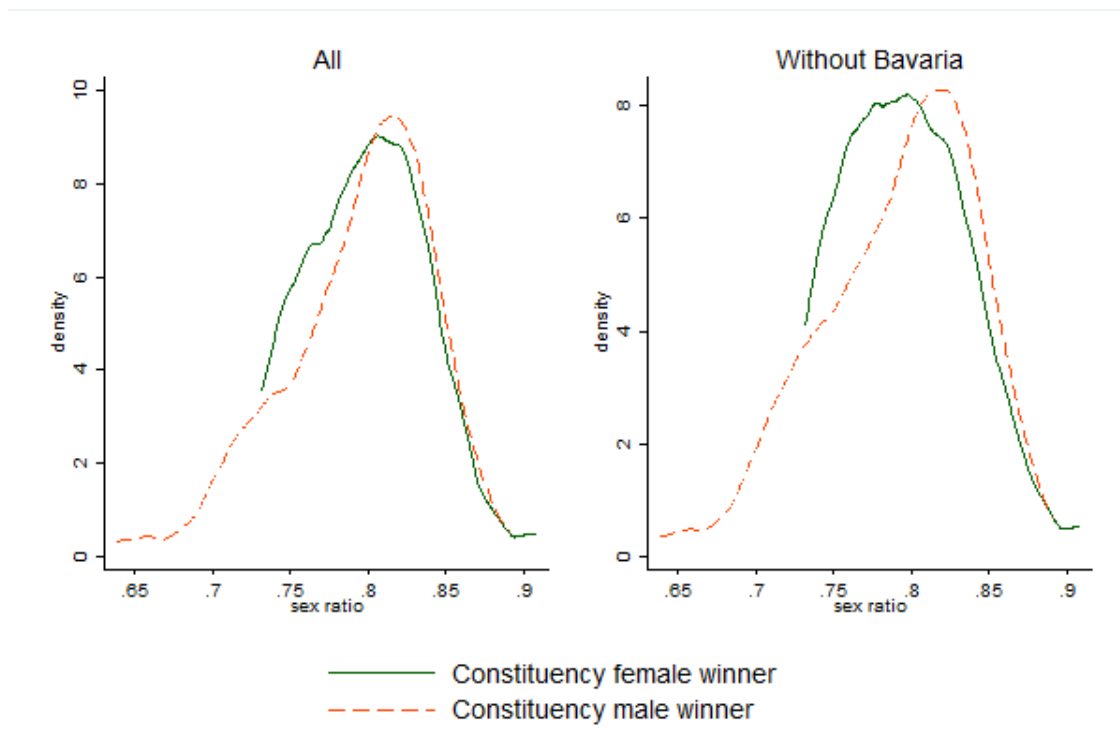 All
10
8
6
4
2
0
density
.65 .7 .75 .8 .85 .9
sex ratio
Without Bavaria
8
6
4
2
0
density
.65 .7 .75 .8 .85 .9
sex ratio
Constituency female winner
Constituency male winner